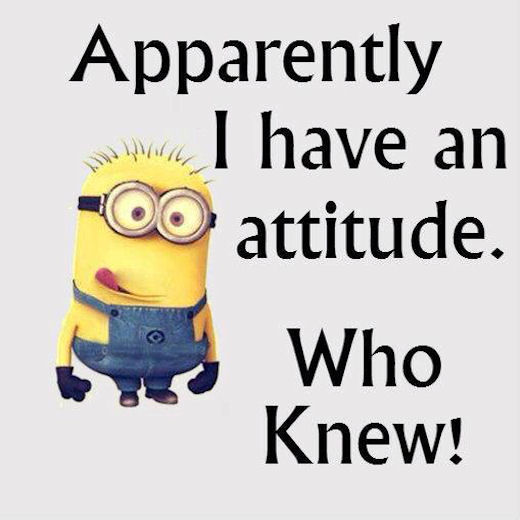 Apparently
I have an
attitude.
Who
Knew!